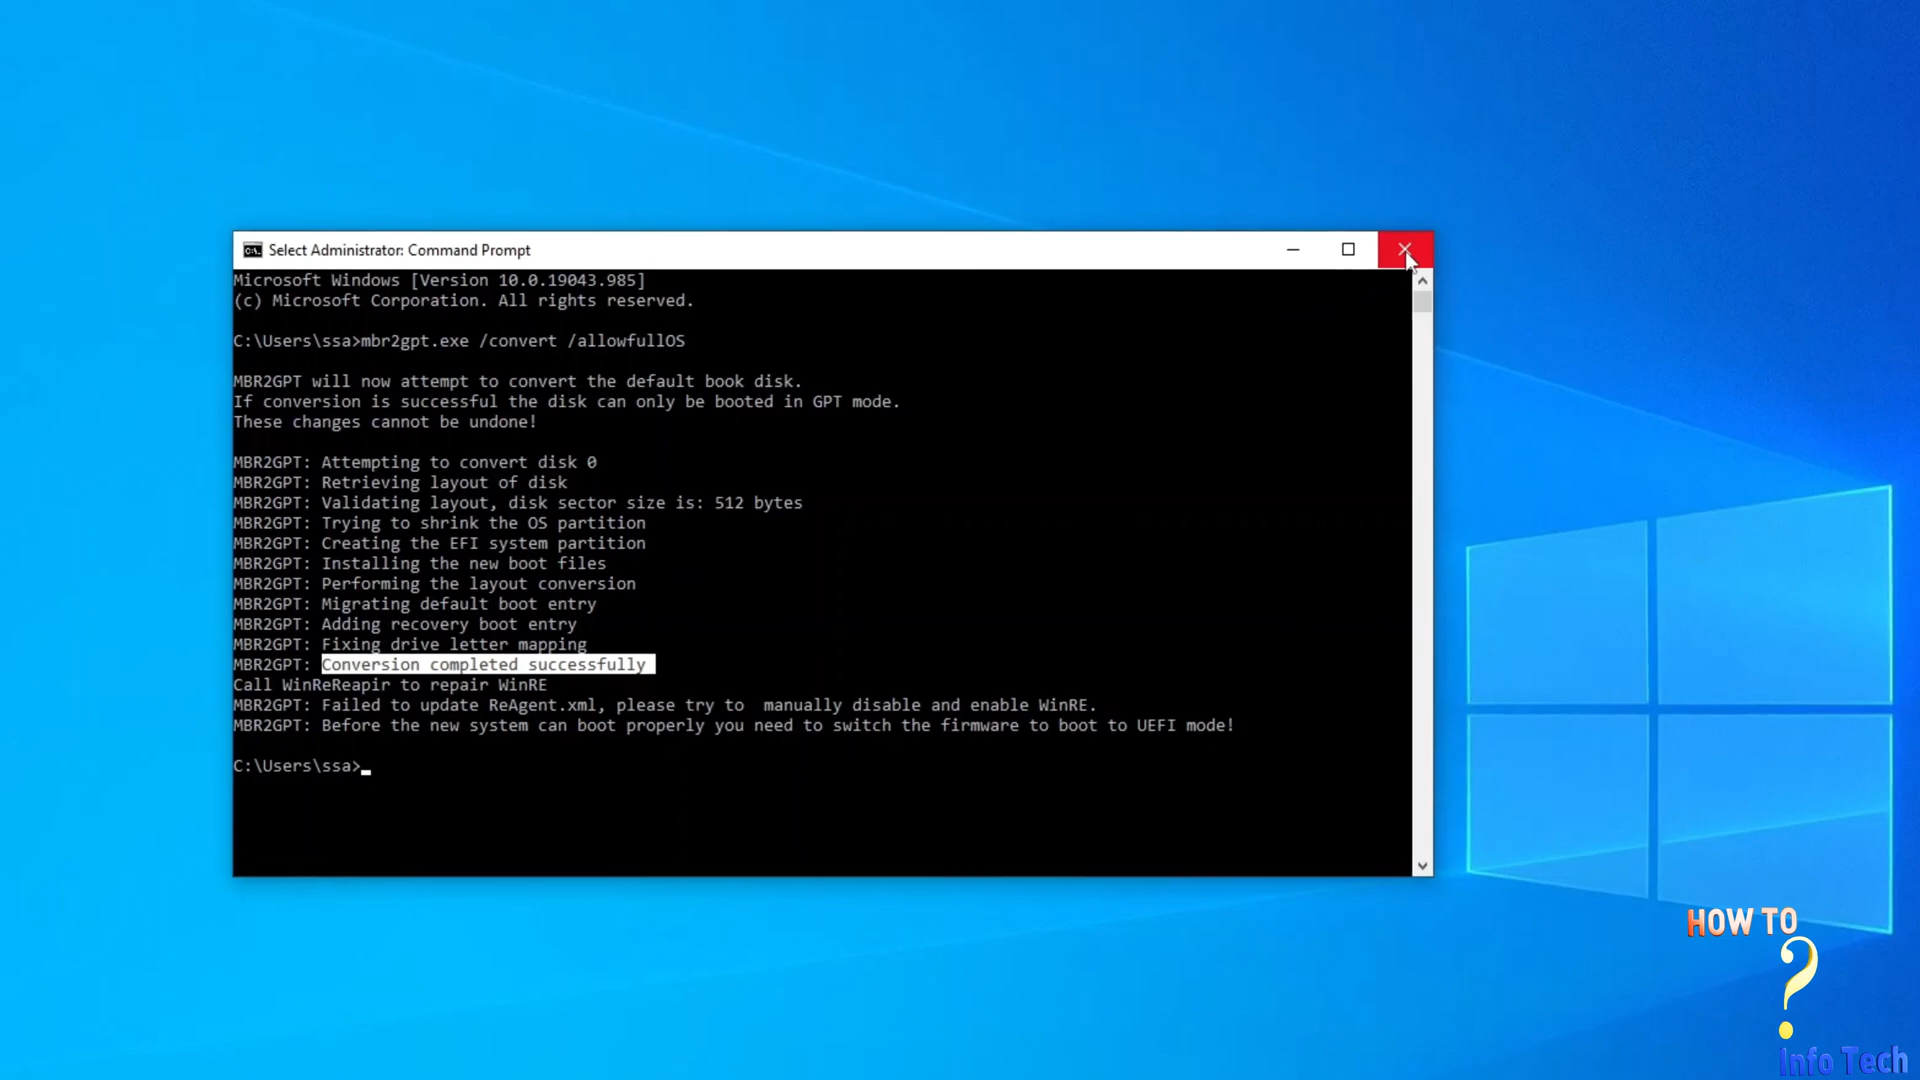 Select Administrator: Command Prompt
Microsoft Windows [Version 10.0.19043.985]
(c) Microsoft Corporation. All rights reserved.
C:\Users\ssa>mbr2gpt.exe /convert /allowfullOS
MBR2GPT will now attempt to convert the default book disk.
If conversion is successful the disk can only be booted in GPT mode.
These changes cannot be undone!
MBR2GPT: Attempting to convert disk 0
MBR2GPT: Retrieving layout of disk
MBR2GPT: Validating layout, disk sector size is: 512 bytes
MBR2GPT: Trying to shrink the OS partition
MBR2GPT: Creating the EFI system partition
MBR2GPT: Installing the new boot files
MBR2GPT: Performing the layout conversion
MBR2GPT: Migrating default boot entry
MBR2GPT: Adding recovery boot entry
MBR2GPT: Fixing drive letter mapping
MBR2GPT: Conversion completed successfully
Call WinReReapir to repair WinRE
MBR2GPT: Failed to update ReAgent.xml, please try to  manually disable and enable WinRE.
MBR2GPT: Before the new system can boot properly you need to switch the firmware to boot to UEFI mode!
C:\Users\ssa>
HOW TO
?
Info Tech